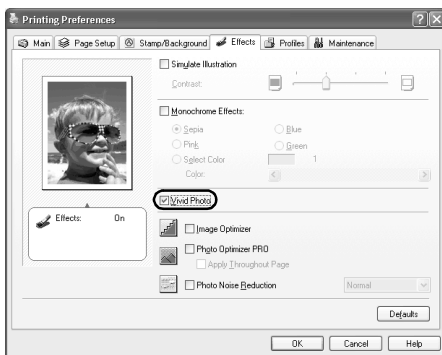 Printing Preferences
Main Page Setup Stamp/Background Effects Profiles Maintenance
Simulate Illustration
Contrast:
Monochrome Effects:
Sepia Blue
Pink Green
Select Color 1
Color:
Vivid Photo
Effects: On
Image Optimizer
Photo Optimizer PRO
Apply Throughout Page
Photo Noise Reduction Normal
Defaults
OK Cancel Help